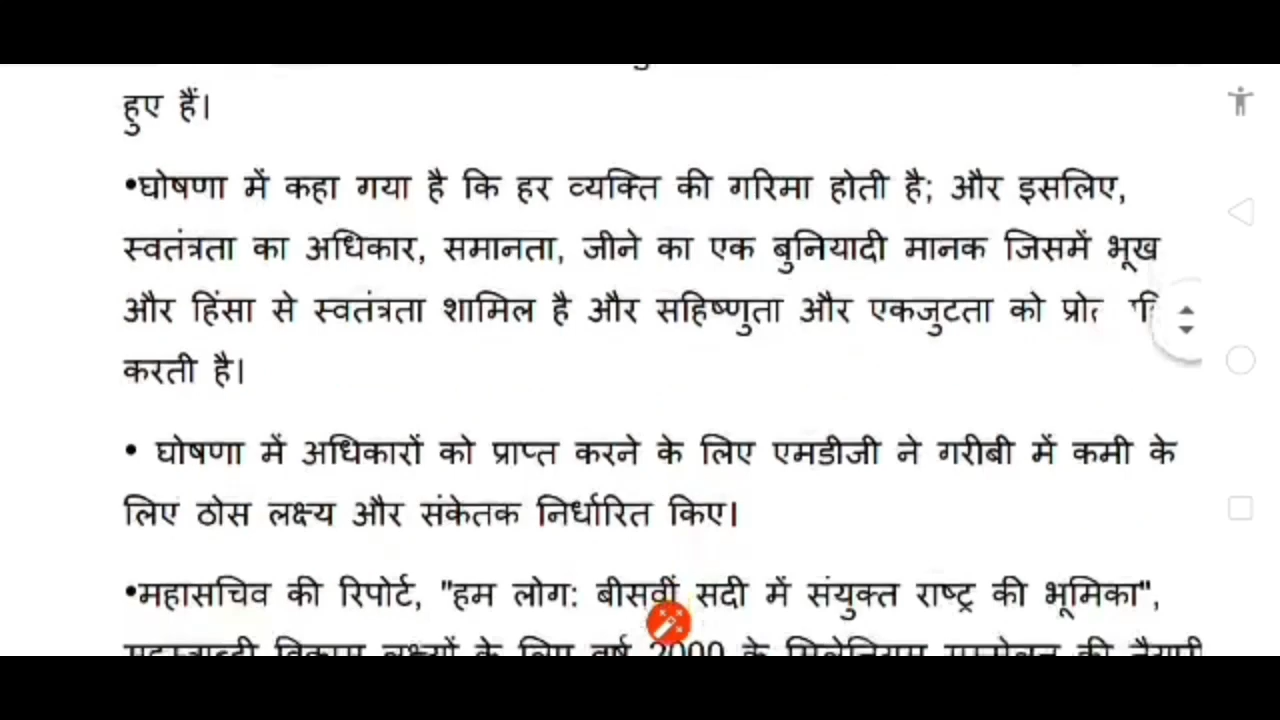 हुए हैं।
•घोषणा में कहा गया है कि हर व्यक्ति की गरिमा होती है; और इसलिए,
स्वतंत्रता का अधिकार, समानता, जीने का एक बुनियादी मानक जिसमें भूख
और हिंसा से स्वतंत्रता शामिल है और सहिष्णुता और एकजुटता को
करती है।
• घोषणा में अधिकारों को प्राप्त करने के लिए एमडीजी ने गरीबी में कमी के
लिए ठोस लक्ष्य और संकेतक निर्धारित किए।
•महासचिव की रिपोर्ट, "हम लोग: बीसवीं सदी में संयुक्त राष्ट्र की भूमिका",
के लिए वर्ष 2000 के की